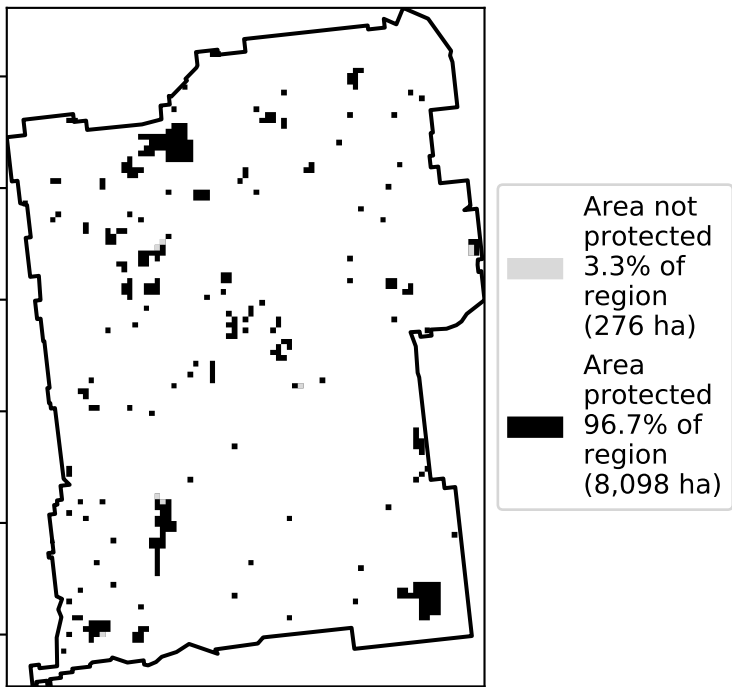 Area not
protected
3.3% of
region
(276 ha)
Area
protected
96.7% of
region
(8,098 ha)